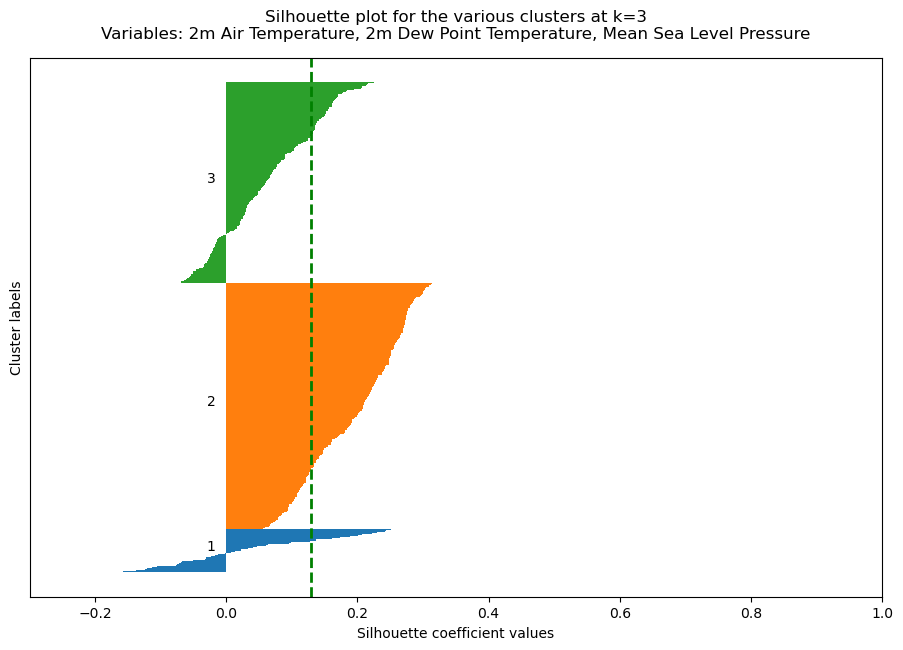 Silhouette plot for the various clusters at k=3
Variables: 2m Air Temperature, 2m Dew Point Temperature, Mean Sea Level Pressure
Cluster labels
3
2
1
−0.2 0.0 0.2 0.4 0.6 0.8 1.0
Silhouette coefficient values